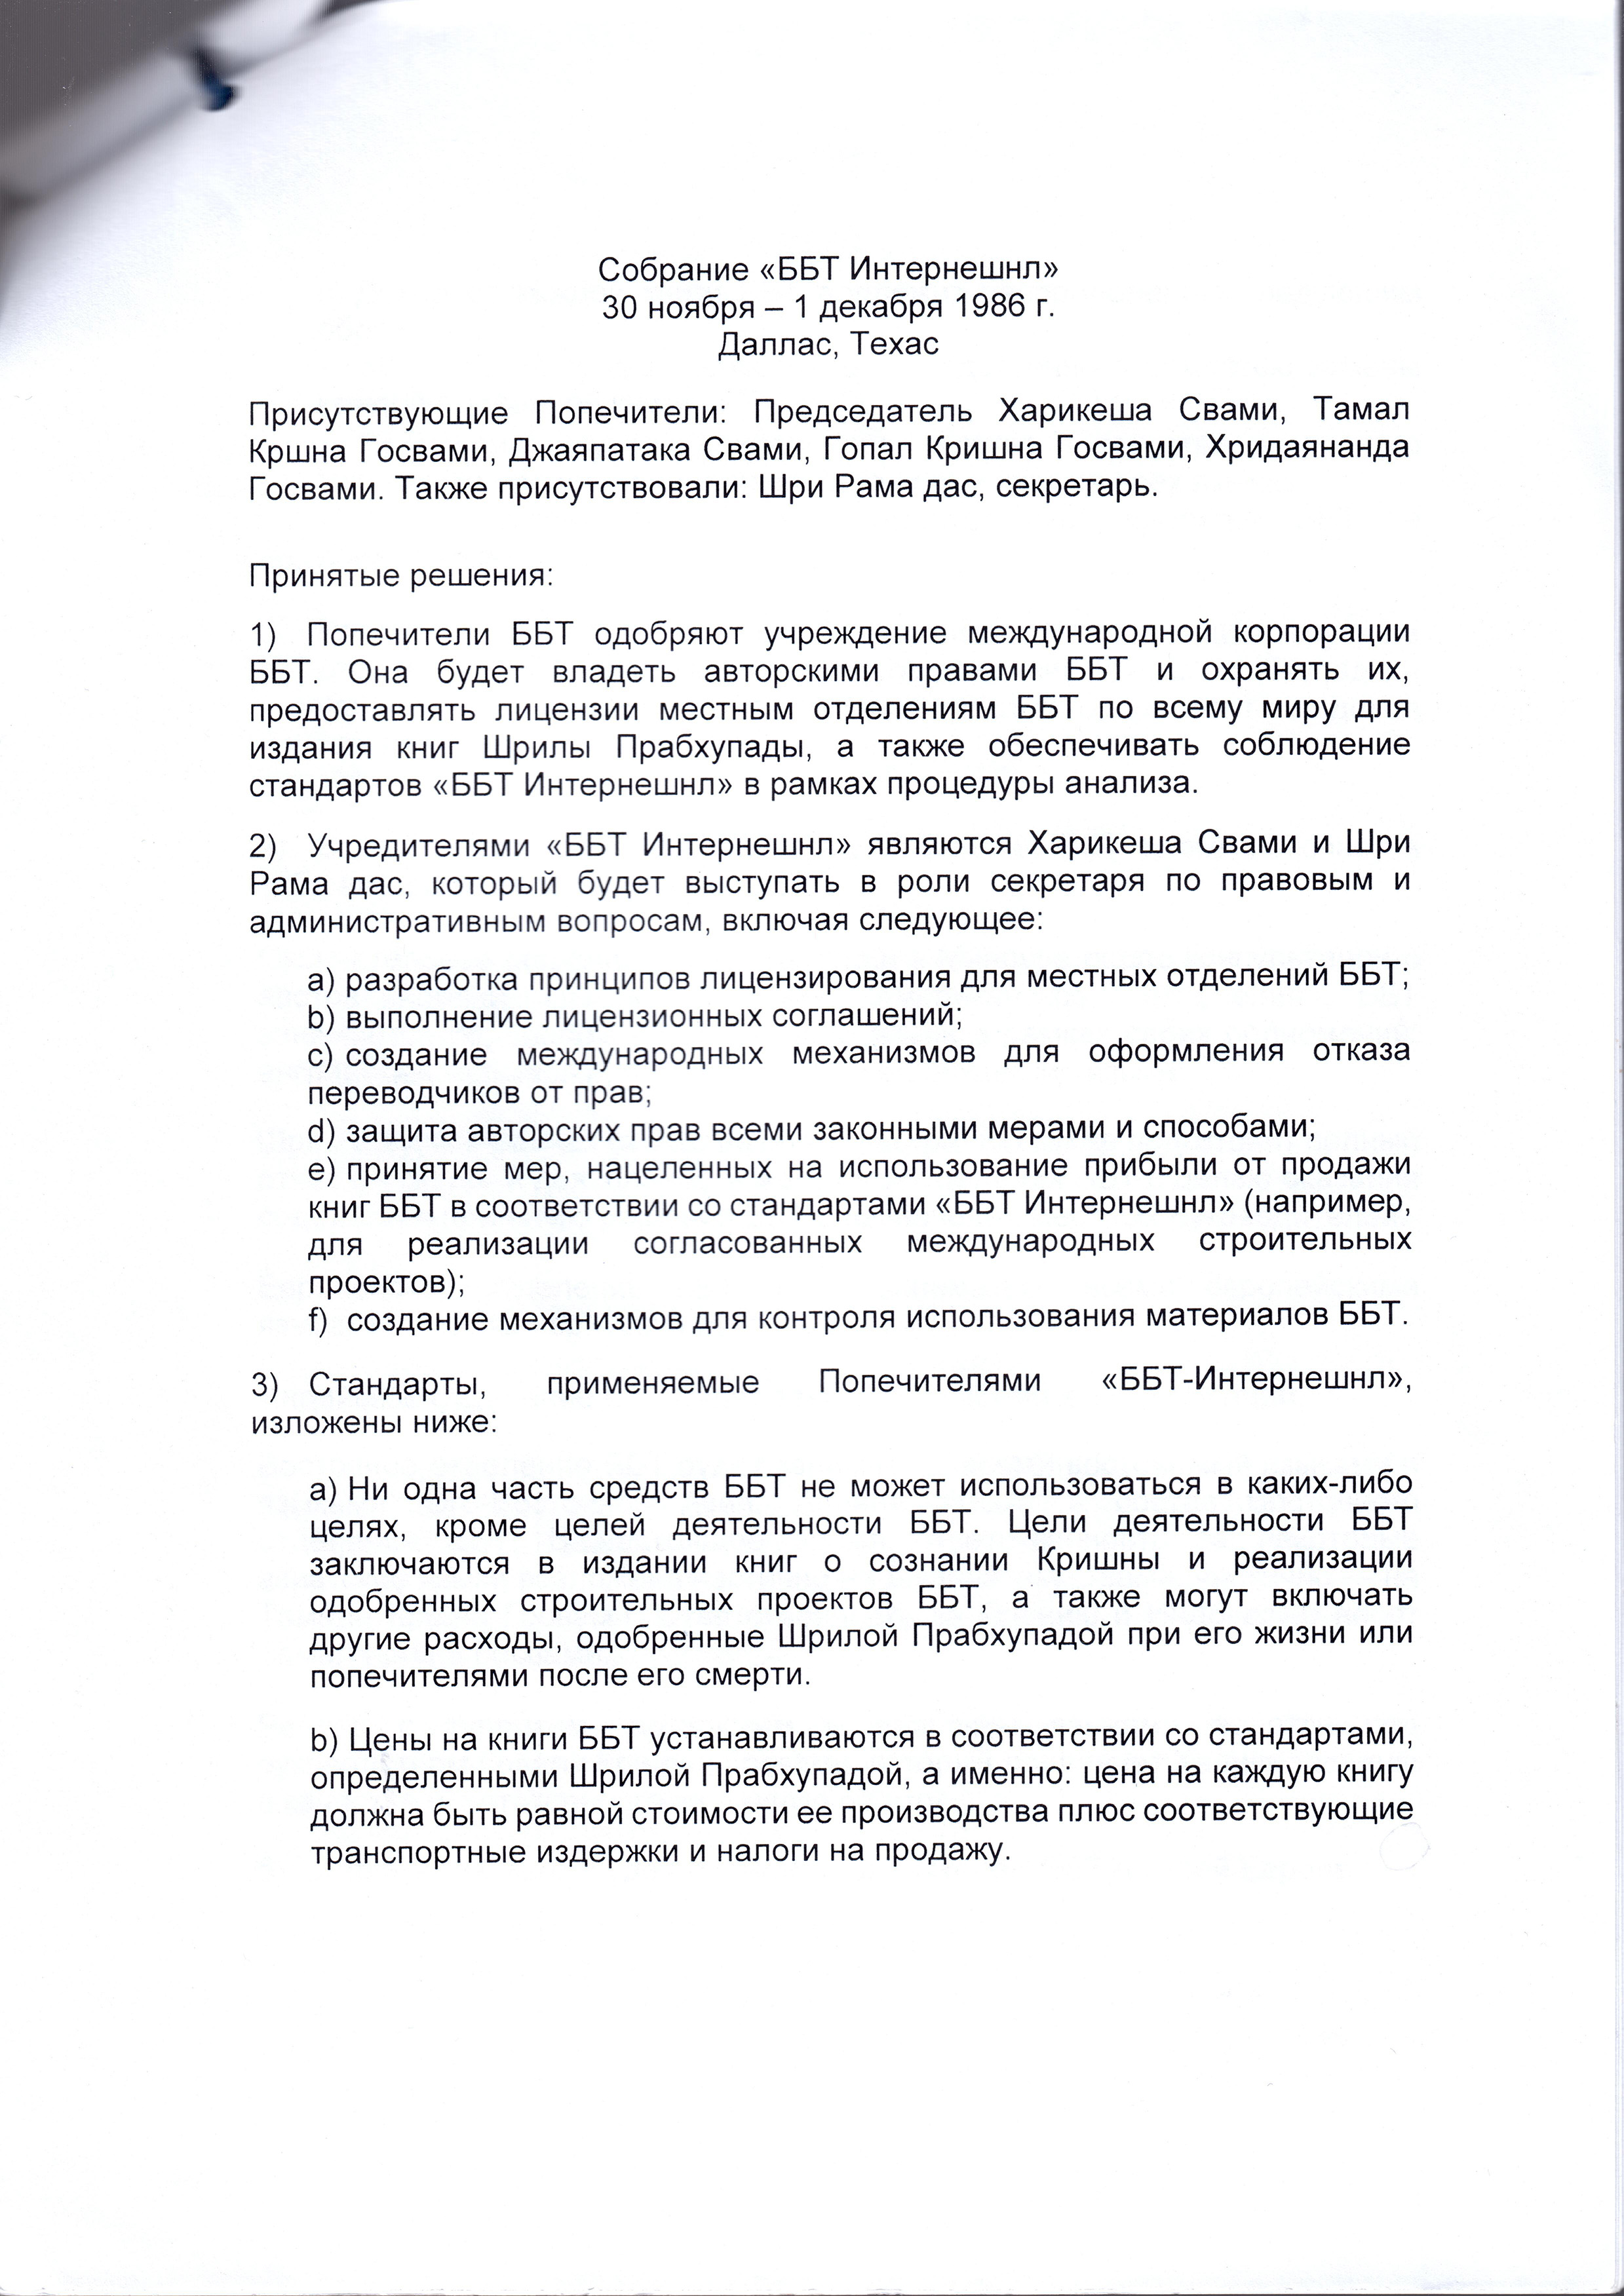 Собрание «ББТ Интернешнл»
30 ноября – 1 декабря 1986 г.
Даллас, Техас
Присутствующие Попечители: Председатель Харикеша Свами, Тамал
Кршна Госвами, Джаяпатака Свами, Гопал Кришна Госвами, Хридаянанда
Госвами. Также присутствовали: Шри Рама дас, секретарь.
Принятые решения:
1) Попечители ББТ одобряют учреждение международной корпорации
ББТ. Она будет владеть авторскими правами ББТ и охранять их,
предоставлять лицензии местным отделениям ББТ по всему миру для
издания книг Шрилы Прабхупады, а также обеспечивать соблюдение
стандартов «ББТ Интернешнл» в рамках процедуры анализа.
2) Учредителями «ББТ Интернешнл» являются Харикеша Свами и Шри
Рама дас, который будет выступать в роли секретаря по правовым и
административным вопросам, включая следующее:
a) разработка принципов лицензирования для местных отделений ББТ;
b) выполнение лицензионных соглашений;
c) создание международных механизмов для оформления отказа
переводчиков от прав;
d) защита авторских прав всеми законными мерами и способами;
e) принятие мер, нацеленных на использование прибыли от продажи
книг ББТ в соответствии со стандартами «ББТ Интернешнл» (например,
для реализации согласованных международных строительных
проектов);
f) создание механизмов для контроля использования материалов ББТ.
3) Стандарты, применяемые Попечителями «ББТ-Интернешнл»,
изложены ниже:
a) Ни одна часть средств ББТ не может использоваться в каких-либо
целях, кроме целей деятельности ББТ. Цели деятельности ББТ
заключаются в издании книг о сознании Кришны и реализации
одобренных строительных проектов ББТ, а также могут включать
другие расходы, одобренные Шрилой Прабхупадой при его жизни или
попечителями после его смерти.
b) Цены на книги ББТ устанавливаются в соответствии со стандартами,
определенными Шрилой Прабхупадой, а именно: цена на каждую книгу
должна быть равной стоимости ее производства плюс соответствующие
транспортные издержки и налоги на продажу.